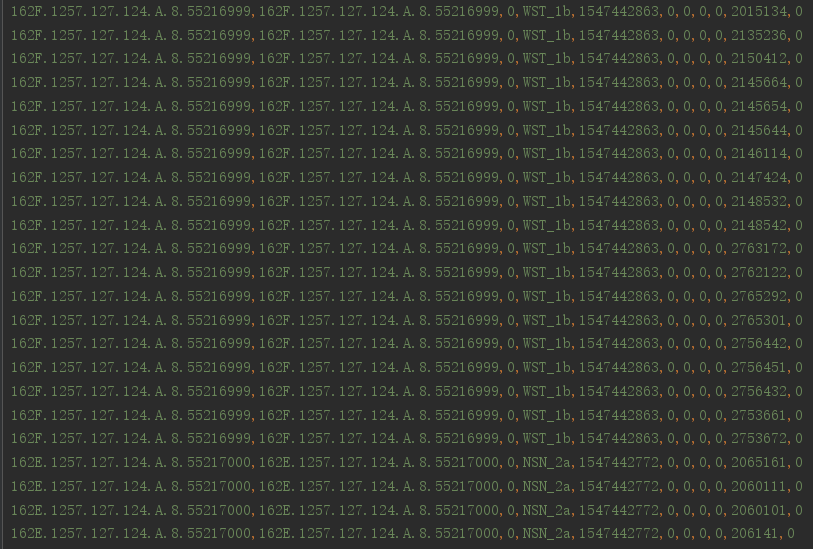 162F.1257.127.124.A.8.55216999,162F.1257.127.124.A.8.55216999,0,WST_1b,1547442863,0,0,0,0,2015134,0
162F.1257.127.124.A.8.55216999,162F.1257.127.124.A.8.55216999,0,WST_1b,1547442863,0,0,0,0,2135236,0
162F.1257.127.124.A.8.55216999,162F.1257.127.124.A.8.55216999,0,WST_1b,1547442863,0,0,0,0,2150412,0
162F.1257.127.124.A.8.55216999,162F.1257.127.124.A.8.55216999,0,WST_1b,1547442863,0,0,0,0,2145664,0
162F.1257.127.124.A.8.55216999,162F.1257.127.124.A.8.55216999,0,WST_1b,1547442863,0,0,0,0,2145654,0
162F.1257.127.124.A.8.55216999,162F.1257.127.124.A.8.55216999,0,WST_1b,1547442863,0,0,0,0,2145644,0
162F.1257.127.124.A.8.55216999,162F.1257.127.124.A.8.55216999,0,WST_1b,1547442863,0,0,0,0,2146114,0
162F.1257.127.124.A.8.55216999,162F.1257.127.124.A.8.55216999,0,WST_1b,1547442863,0,0,0,0,2147424,0
162F.1257.127.124.A.8.55216999,162F.1257.127.124.A.8.55216999,0,WST_1b,1547442863,0,0,0,0,2148532,0
162F.1257.127.124.A.8.55216999,162F.1257.127.124.A.8.55216999,0,WST_1b,1547442863,0,0,0,0,2148542,0
162F.1257.127.124.A.8.55216999,162F.1257.127.124.A.8.55216999,0,WST_1b,1547442863,0,0,0,0,2763172,0
162F.1257.127.124.A.8.55216999,162F.1257.127.124.A.8.55216999,0,WST_1b,1547442863,0,0,0,0,2762122,0
162F.1257.127.124.A.8.55216999,162F.1257.127.124.A.8.55216999,0,WST_1b,1547442863,0,0,0,0,2765292,0
162F.1257.127.124.A.8.55216999,162F.1257.127.124.A.8.55216999,0,WST_1b,1547442863,0,0,0,0,2765301,0
162F.1257.127.124.A.8.55216999,162F.1257.127.124.A.8.55216999,0,WST_1b,1547442863,0,0,0,0,2756442,0
162F.1257.127.124.A.8.55216999,162F.1257.127.124.A.8.55216999,0,WST_1b,1547442863,0,0,0,0,2756451,0
162F.1257.127.124.A.8.55216999,162F.1257.127.124.A.8.55216999,0,WST_1b,1547442863,0,0,0,0,2756432,0
162F.1257.127.124.A.8.55216999,162F.1257.127.124.A.8.55216999,0,WST_1b,1547442863,0,0,0,0,2753661,0
162F.1257.127.124.A.8.55216999,162F.1257.127.124.A.8.55216999,0,WST_1b,1547442863,0,0,0,0,2753672,0
162E.1257.127.124.A.8.55217000,162E.1257.127.124.A.8.55217000,0,NSN_2a,1547442772,0,0,0,0,2065161,0
162E.1257.127.124.A.8.55217000,162E.1257.127.124.A.8.55217000,0,NSN_2a,1547442772,0,0,0,0,2060111,0
162E.1257.127.124.A.8.55217000,162E.1257.127.124.A.8.55217000,0,NSN_2a,1547442772,0,0,0,0,2060101,0
162E.1257.127.124.A.8.55217000,162E.1257.127.124.A.8.55217000,0,NSN_2a,1547442772,0,0,0,0,206141,0